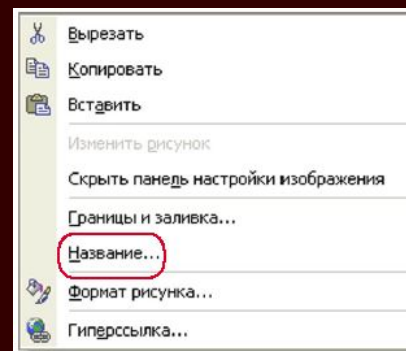 Вырезать
Копировать
Вставить
Изменить рисунок
Скрыть панель настройки изображения
Границы и заливка...
Название...
Формат рисунка...
Гиперссылка...